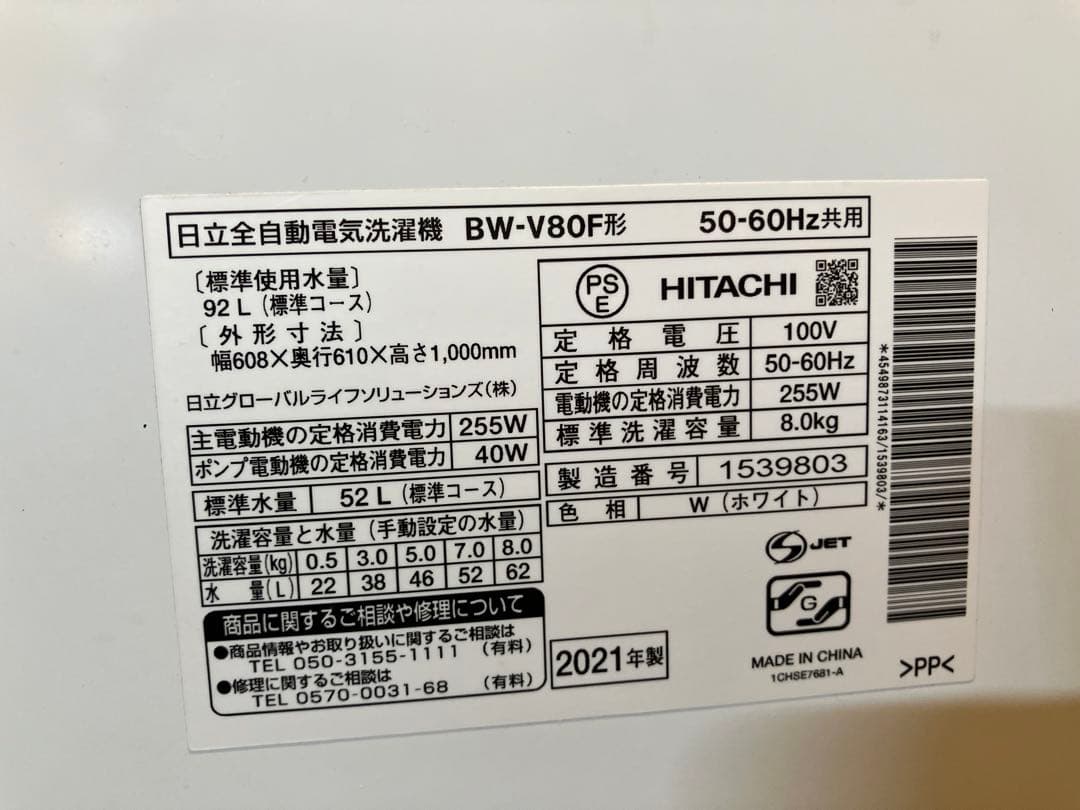 日立全自動電気洗濯機 BW-V80F形 50-60Hz共用
〔標準使用水量〕
92 L (標準コース)
〔外形寸法〕
幅608×奥行610×高さ1,000mm
日立グローバルライフソリューションズ(株)
主電動機の定格消費電力 255W
ポンプ電動機の定格消費電力 40W
標準水量 52 L (標準コース)
洗濯容量と水量 (手動設定の水量)
洗濯容量(kg) 0.5 3.0 5.0 7.0 8.0
水量(L) 22 38 46 52 62
商品に関するご相談や修理について
●商品情報やお取り扱いに関するご相談は
TEL 050-3155-1111 (有料)
●修理に関するご相談は
TEL 0570-0031-68 (有料)
PS E HITACHI
定格電圧 100V
定格周波数 50-60Hz
電動機の定格消費電力 255W
標準洗濯容量 8.0kg
製造番号 1539803
色相 W (ホワイト)
S JET
G
2021年製
MADE IN CHINA
1CHSE7681-A
>PP<
*4549873114163/1539803/*